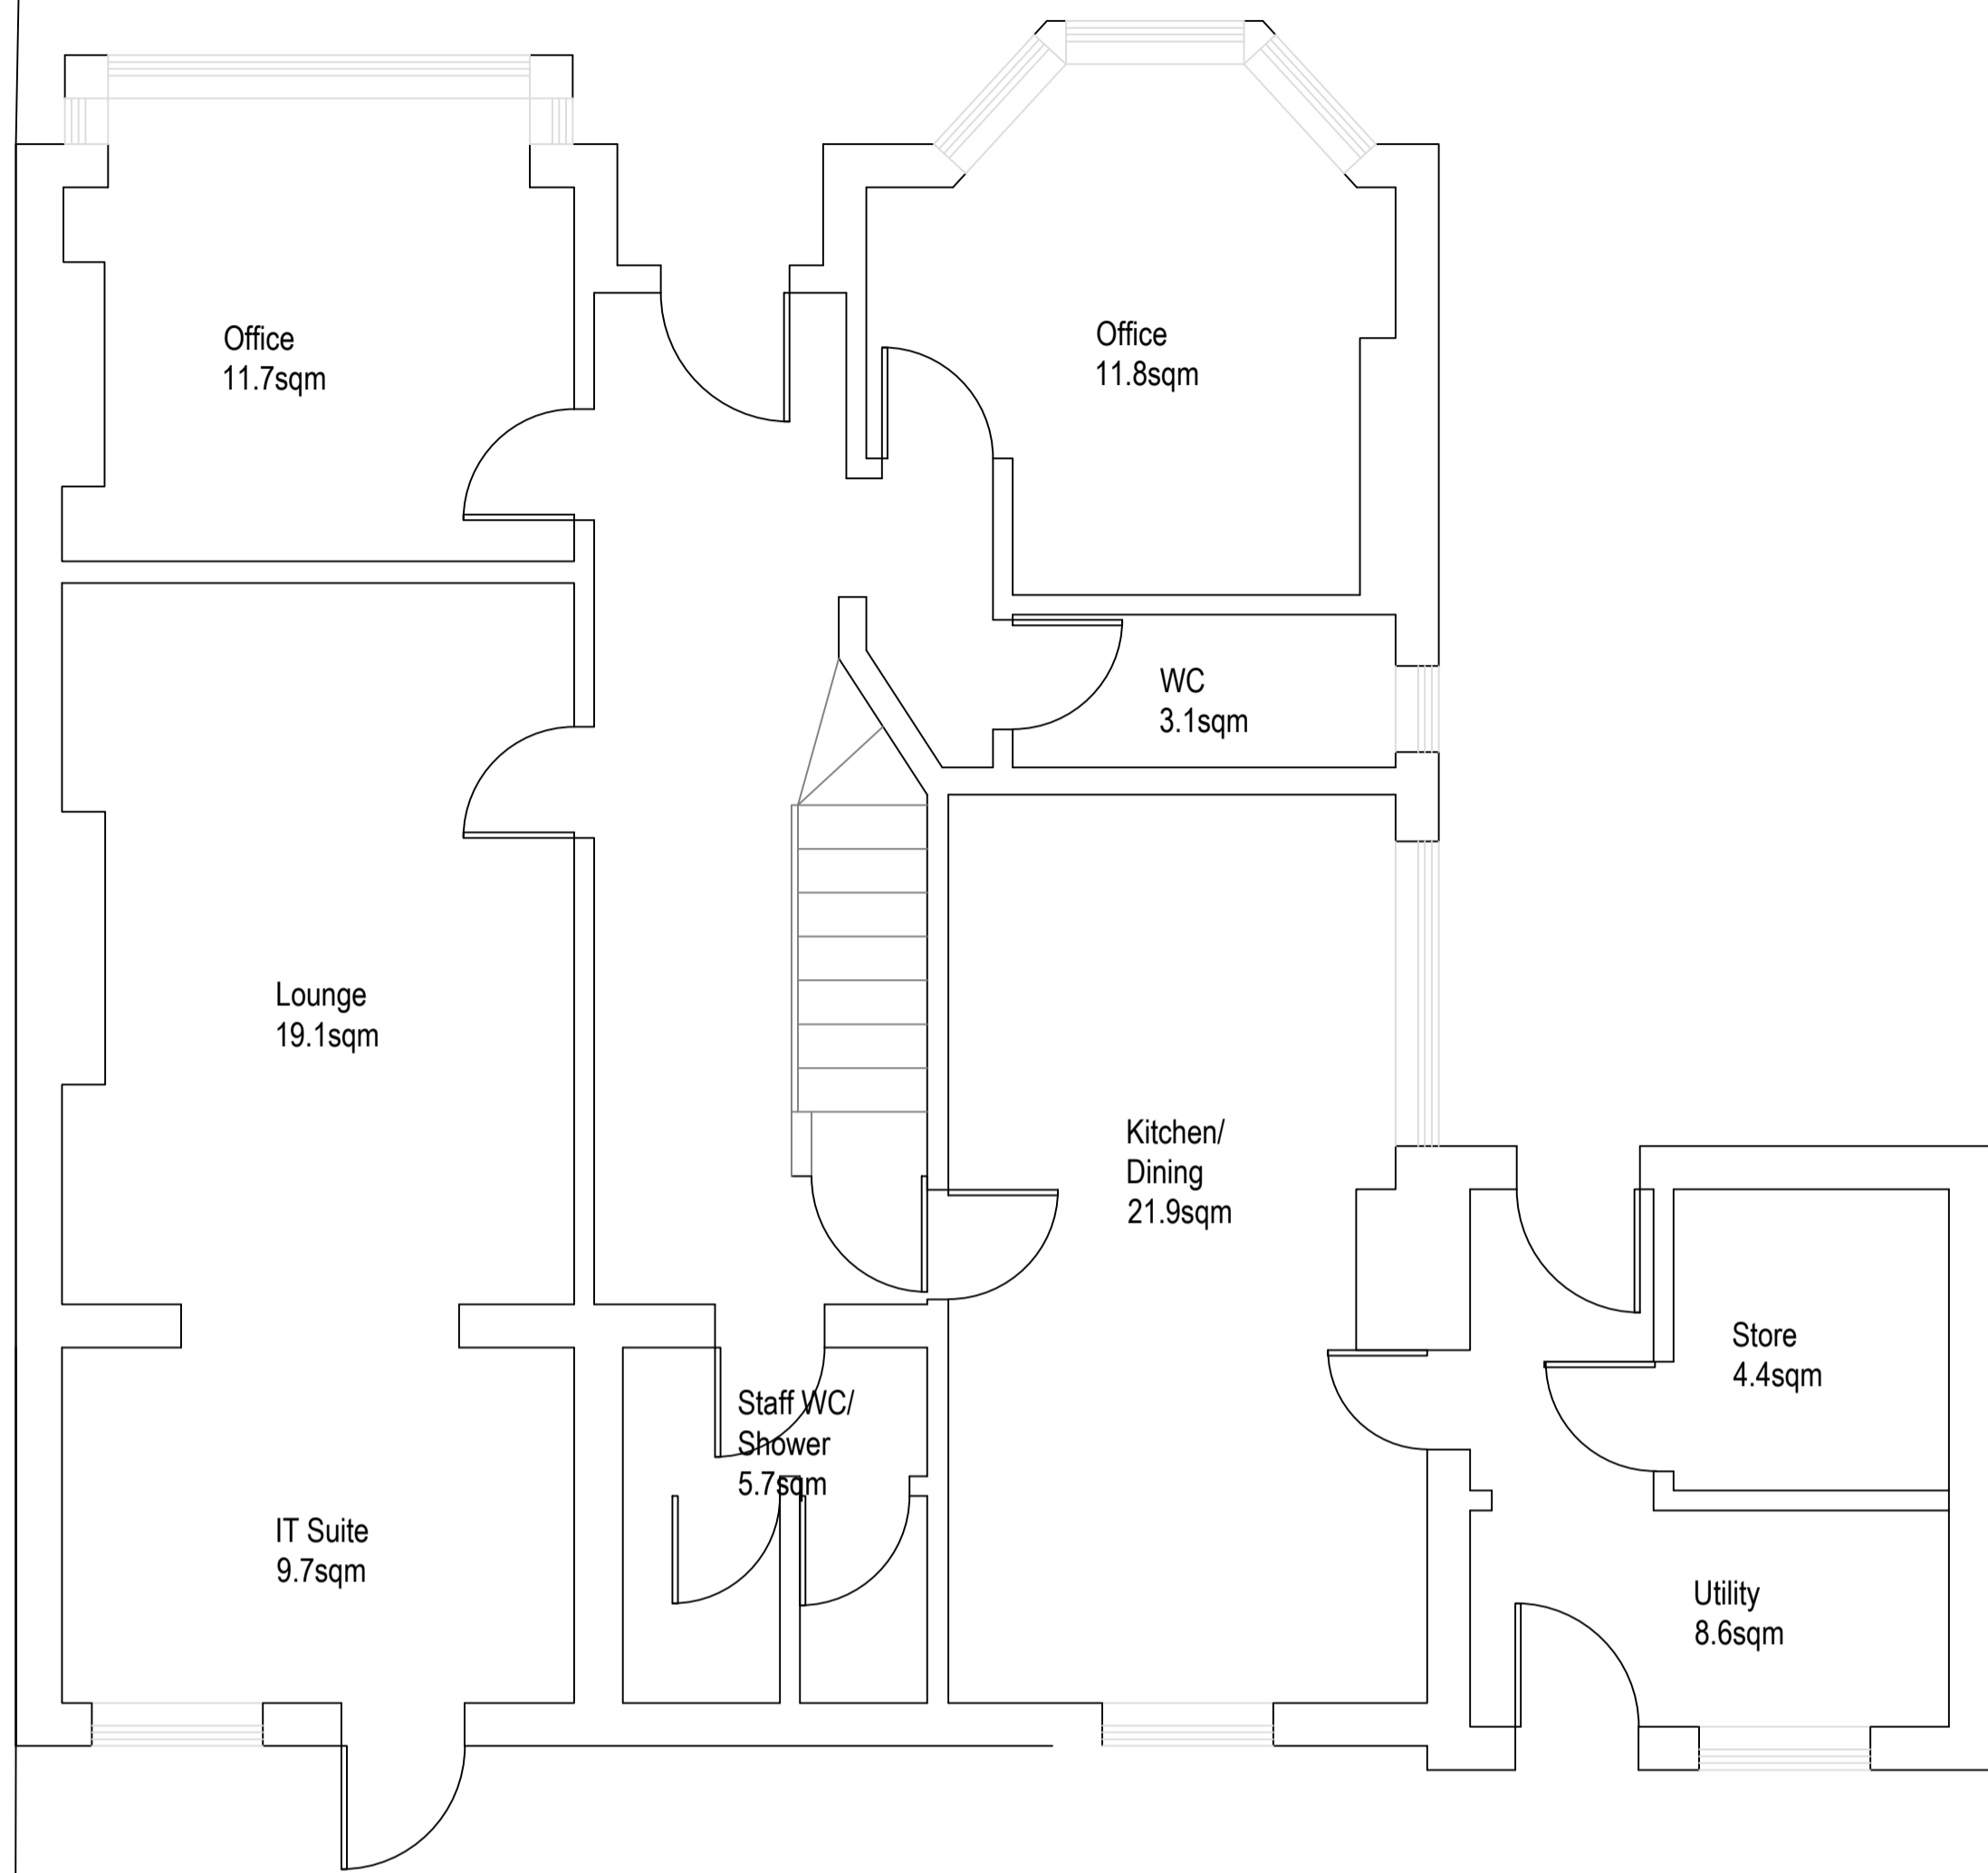 Office
11.7sqm
Office
11.8sqm
WC
3.1sqm
Lounge
19.1sqm
Kitchen/
Dining
21.9sqm
Store
4.4sqm
Staff WC/
Shower
5.7sqm
IT Suite
9.7sqm
Utility
8.6sqm